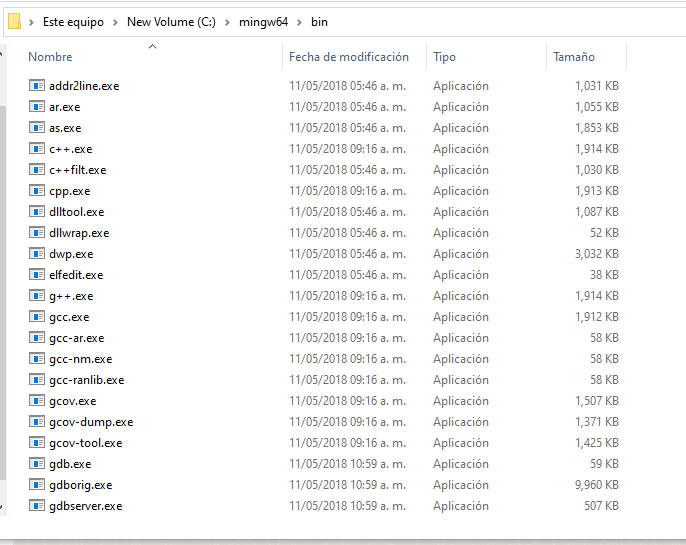 Este equipo > New Volume (C:) > mingw64 > bin
Nombre Fecha de modificación Tipo Tamaño
addr2line.exe 11/05/2018 05:46 a. m. Aplicación 1,031 KB
ar.exe 11/05/2018 05:46 a. m. Aplicación 1,055 KB
as.exe 11/05/2018 05:46 a. m. Aplicación 1,853 KB
c++.exe 11/05/2018 09:16 a. m. Aplicación 1,914 KB
c++filt.exe 11/05/2018 05:46 a. m. Aplicación 1,030 KB
cpp.exe 11/05/2018 09:16 a. m. Aplicación 1,913 KB
dlltool.exe 11/05/2018 05:46 a. m. Aplicación 1,087 KB
dllwrap.exe 11/05/2018 05:46 a. m. Aplicación 52 KB
dwp.exe 11/05/2018 05:46 a. m. Aplicación 3,032 KB
elfedit.exe 11/05/2018 05:46 a. m. Aplicación 38 KB
g++.exe 11/05/2018 09:16 a. m. Aplicación 1,914 KB
gcc.exe 11/05/2018 09:16 a. m. Aplicación 1,912 KB
gcc-ar.exe 11/05/2018 09:16 a. m. Aplicación 58 KB
gcc-nm.exe 11/05/2018 09:16 a. m. Aplicación 58 KB
gcc-ranlib.exe 11/05/2018 09:16 a. m. Aplicación 58 KB
gcov.exe 11/05/2018 09:16 a. m. Aplicación 1,507 KB
gcov-dump.exe 11/05/2018 09:16 a. m. Aplicación 1,371 KB
gcov-tool.exe 11/05/2018 09:16 a. m. Aplicación 1,425 KB
gdb.exe 11/05/2018 10:59 a. m. Aplicación 59 KB
gdborig.exe 11/05/2018 10:59 a. m. Aplicación 9,960 KB
gdbserver.exe 11/05/2018 10:59 a. m. Aplicación 507 KB